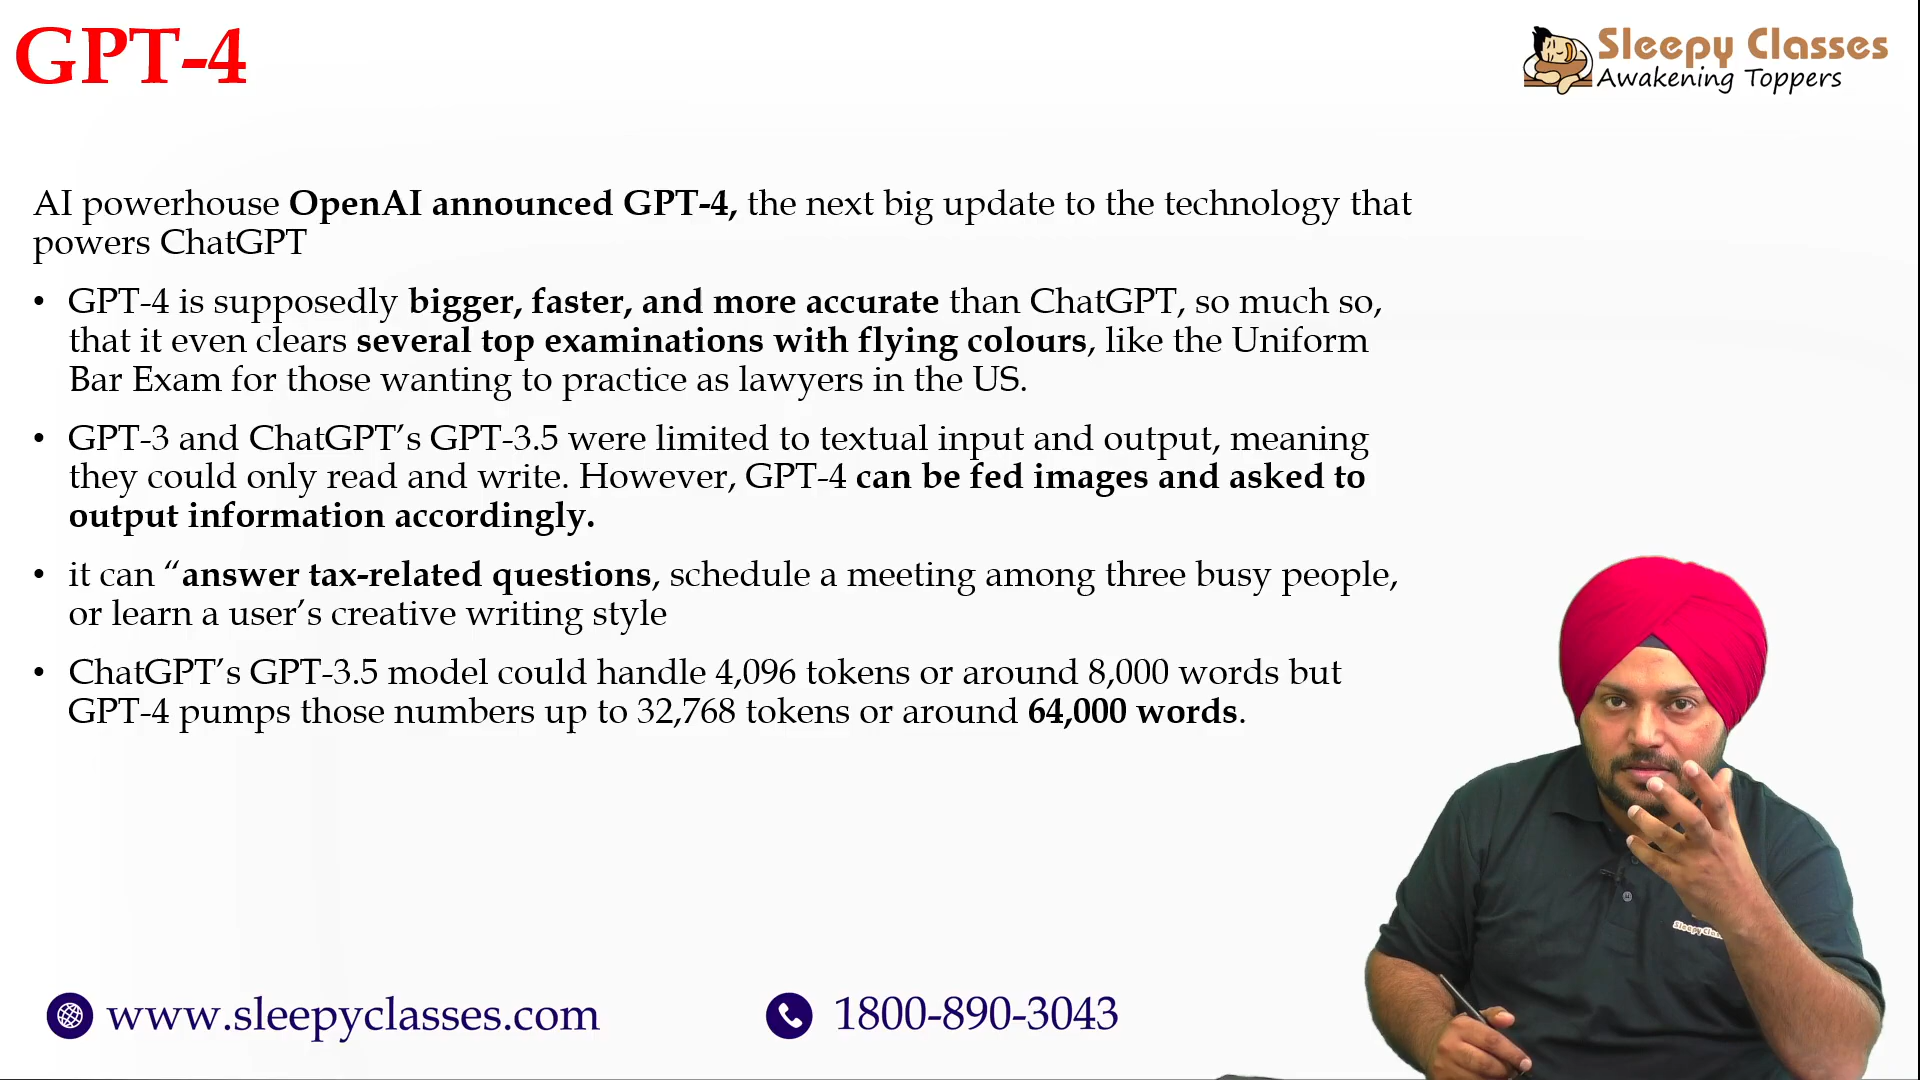 GPT-4
Sleepy Classes
Awakening Toppers
AI powerhouse OpenAI announced GPT-4, the next big update to the technology that
powers ChatGPT
• GPT-4 is supposedly bigger, faster, and more accurate than ChatGPT, so much so,
that it even clears several top examinations with flying colours, like the Uniform
Bar Exam for those wanting to practice as lawyers in the US.
• GPT-3 and ChatGPT’s GPT-3.5 were limited to textual input and output, meaning
they could only read and write. However, GPT-4 can be fed images and asked to
output information accordingly.
• it can “answer tax-related questions, schedule a meeting among three busy people,
or learn a user’s creative writing style
• ChatGPT’s GPT-3.5 model could handle 4,096 tokens or around 8,000 words but
GPT-4 pumps those numbers up to 32,768 tokens or around 64,000 words.
www.sleepyclasses.com
1800-890-3043